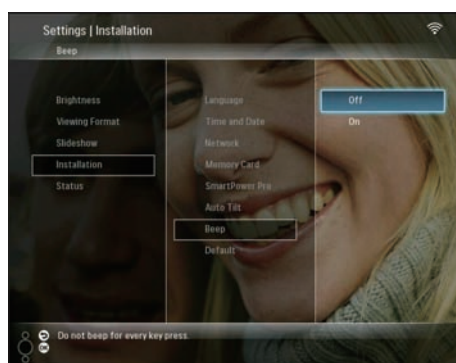 Settings | Installation
Beep
Brightness
Viewing Format
Slideshow
Installation
Status
Language
Time and Date
Network
Memory Card
SmartPower Pro
Auto Tilt
Beep
Default
Off
On
Do not beep for every key press.
OK